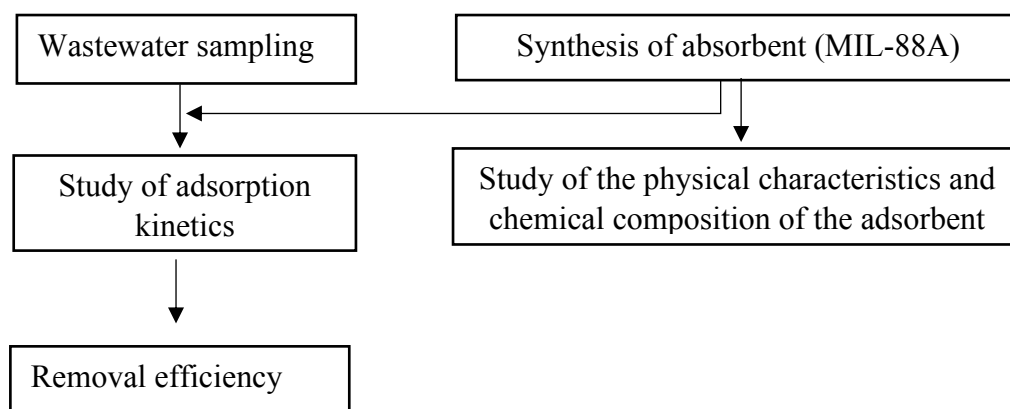 Wastewater sampling
Synthesis of absorbent (MIL-88A)
Study of adsorption
kinetics
Study of the physical characteristics and
chemical composition of the adsorbent
Removal efficiency